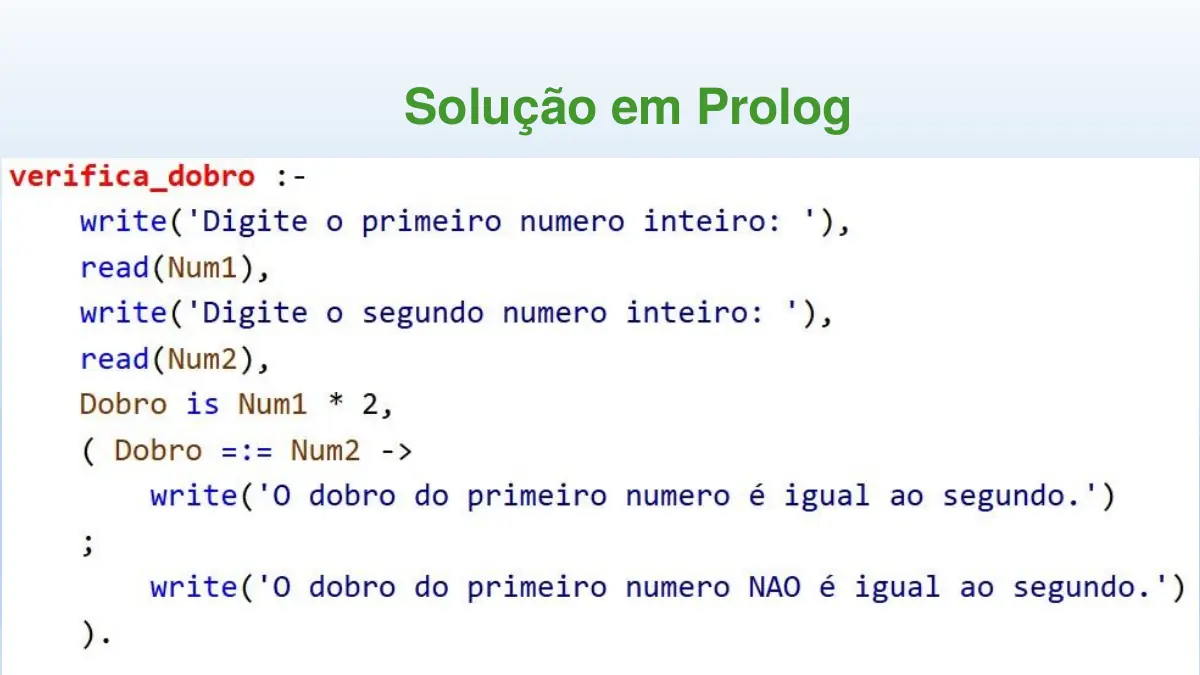 Solução em Prolog
verifica_dobro :-
write('Digite o primeiro numero inteiro: '),
read(Num1),
write('Digite o segundo numero inteiro: '),
read(Num2),
Dobro is Num1 * 2,
( Dobro =:= Num2 ->
write('O dobro do primeiro numero é igual ao segundo.')
;
write('O dobro do primeiro numero NAO é igual ao segundo.')
).